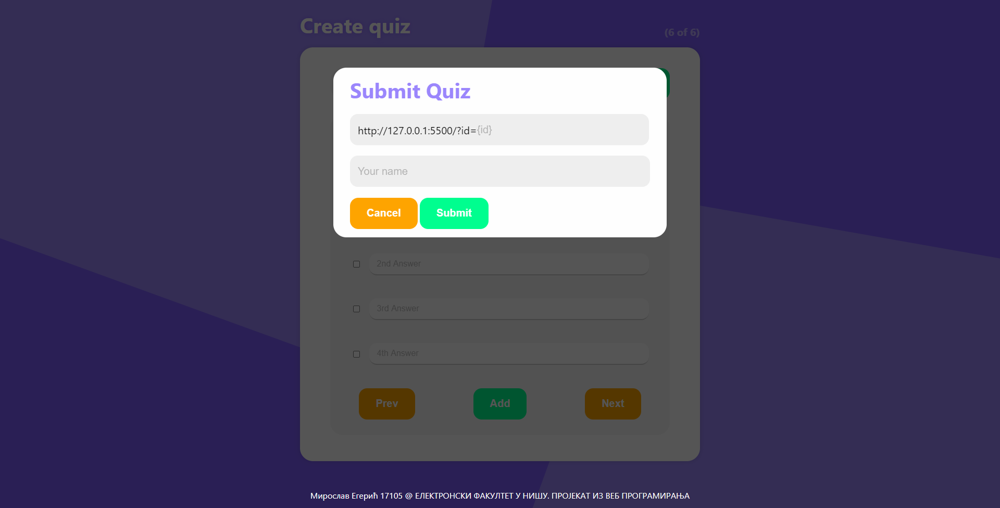 Create quiz
(6 of 6)
Submit Quiz
http://127.0.0.1:5500/?id={id}
Your name
Cancel Submit
2nd Answer
3rd Answer
4th Answer
Prev Add Next
Мирослав Егерић 17105 @ ЕЛЕКТРОНСКИ ФАКУЛТЕТ У НИШУ. ПРОЈЕКАТ ИЗ ВЕБ ПРОГРАМИРАЊА